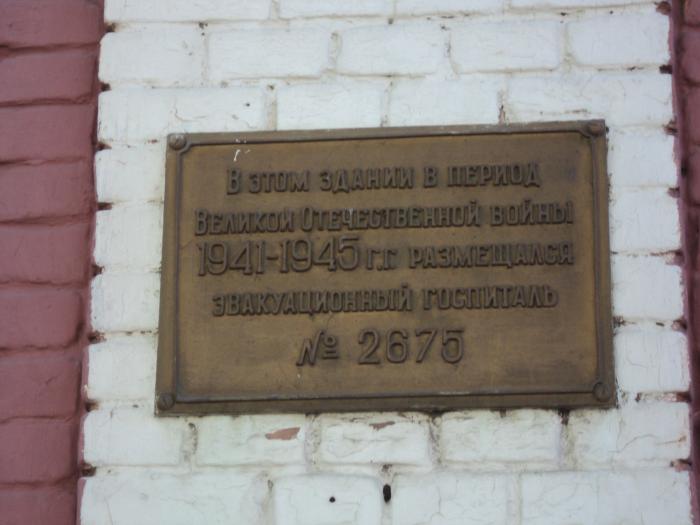 В этом здании в период
Великой Отечественной войны
1941-1945 г.г. размещался
эвакуационный госпиталь
№ 2675